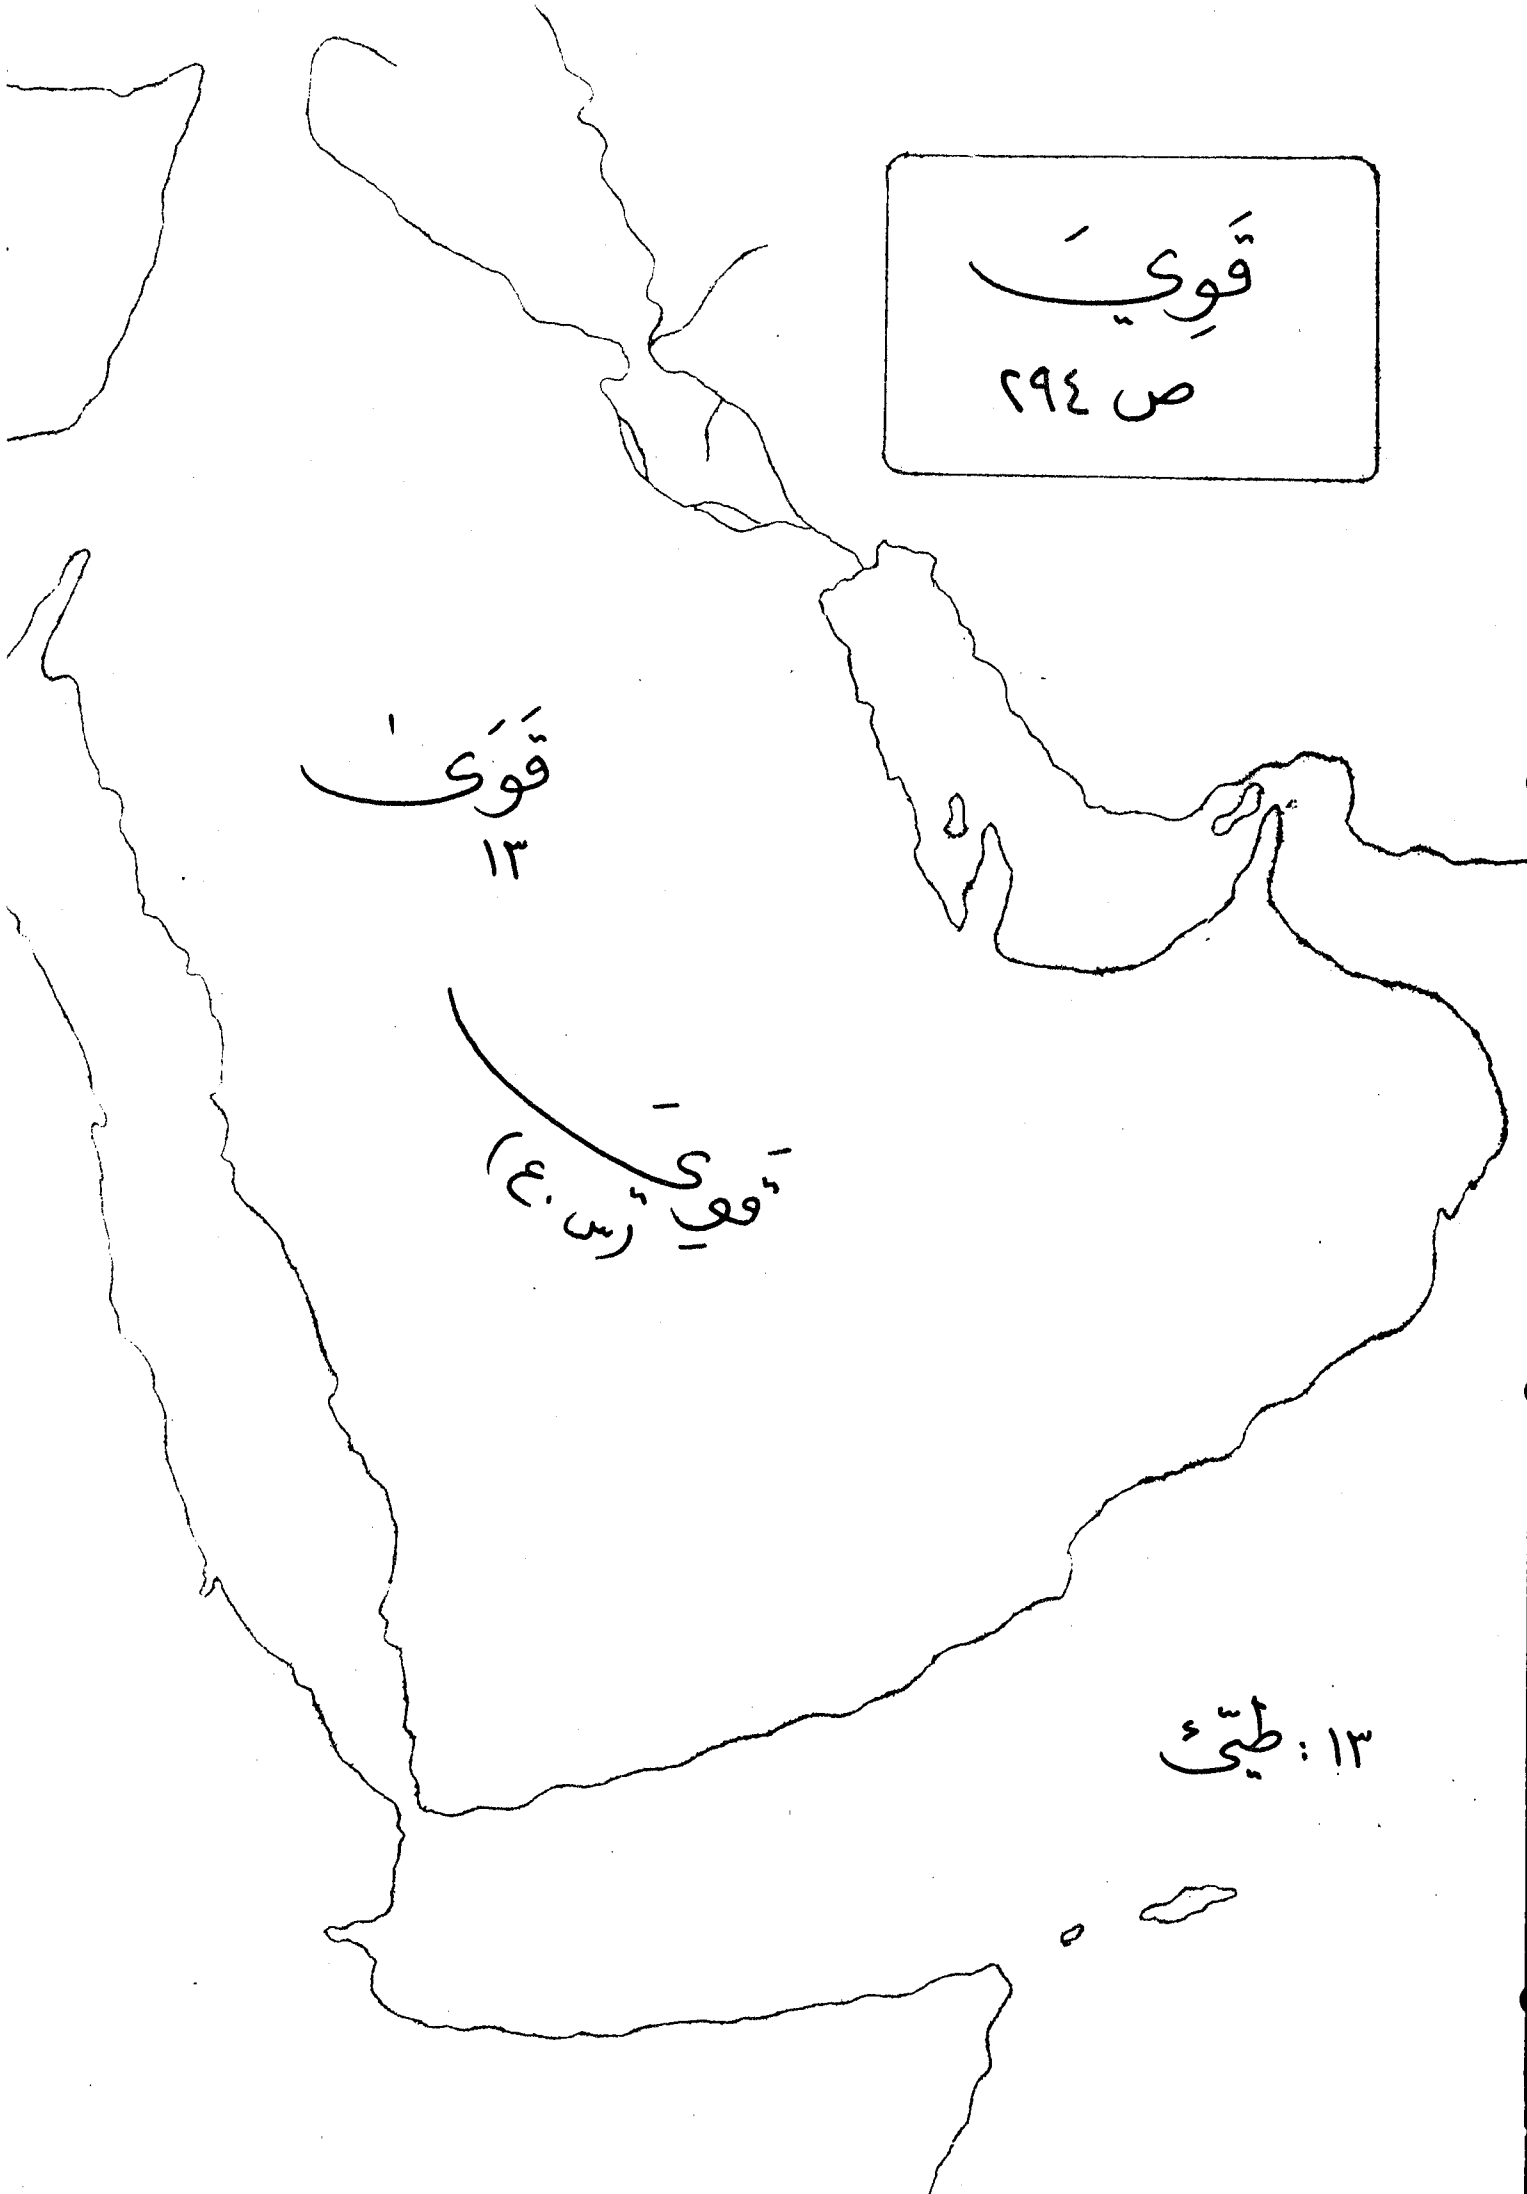 قَوِيَ
ص ٢٩٤
قَوَىٰ
١٣
قَوِيَ
(س.ع)
١٣ : طيّئ